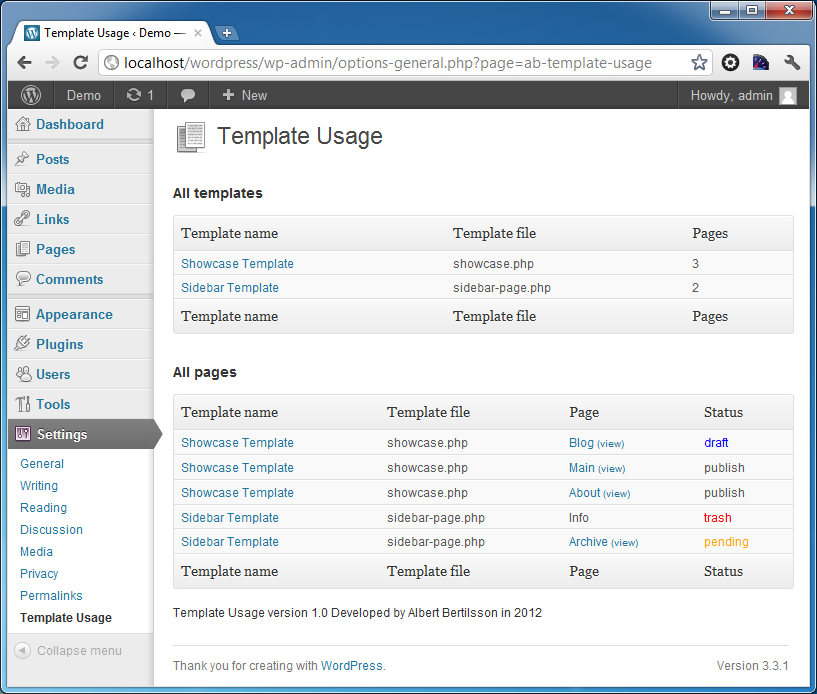 Template Usage ‹ Demo —
localhost/wordpress/wp-admin/options-general.php?page=ab-template-usage
Demo 1 New Howdy, admin
Dashboard
Posts
Media
Links
Pages
Comments
Appearance
Plugins
Users
Tools
Settings
General
Writing
Reading
Discussion
Media
Privacy
Permalinks
Template Usage
Collapse menu
Template Usage
All templates
Template name Template file Pages
Showcase Template showcase.php 3
Sidebar Template sidebar-page.php 2
Template name Template file Pages
All pages
Template name Template file Page Status
Showcase Template showcase.php Blog (view) draft
Showcase Template showcase.php Main (view) publish
Showcase Template showcase.php About (view) publish
Sidebar Template sidebar-page.php Info trash
Sidebar Template sidebar-page.php Archive (view) pending
Template name Template file Page Status
Template Usage version 1.0 Developed by Albert Bertilsson in 2012
Thank you for creating with WordPress. Version 3.3.1